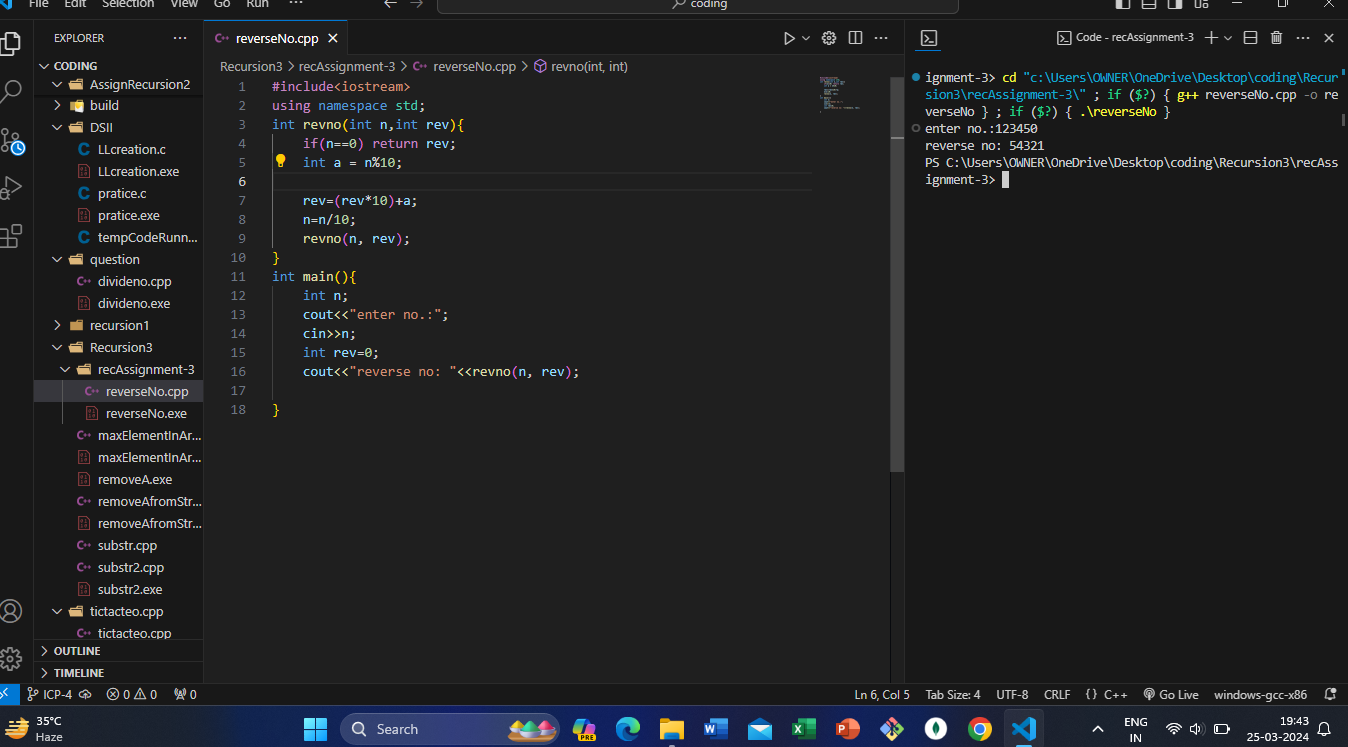 File Edit Selection View Go Run ···
coding
EXPLORER ···
CODING
AssignRecursion2
build
DSII
LLcreation.c
LLcreation.exe
pratice.c
pratice.exe
tempCodeRunn...
question
divideno.cpp
divideno.exe
recursion1
Recursion3
recAssignment-3
reverseNo.cpp
reverseNo.exe
maxElementInAr...
maxElementInAr...
removeA.exe
removeAfromStr...
removeAfromStr...
substr.cpp
substr2.cpp
substr2.exe
tictacteo.cpp
tictacteo.cpp
OUTLINE
TIMELINE
reverseNo.cpp
Recursion3 > recAssignment-3 > reverseNo.cpp > revno(int, int)
1 #include<iostream>
2 using namespace std;
3 int revno(int n,int rev){
4 if(n==0) return rev;
5 int a = n%10;
6
7 rev=(rev*10)+a;
8 n=n/10;
9 revno(n, rev);
10 }
11 int main(){
12 int n;
13 cout<<"enter no.:";
14 cin>>n;
15 int rev=0;
16 cout<<"reverse no: "<<revno(n, rev);
17
18 }
Code - recAssignment-3
ignment-3> cd "c:\Users\OWNER\OneDrive\Desktop\coding\Recur
sion3\recAssignment-3\" ; if ($?) { g++ reverseNo.cpp -o re
verseNo } ; if ($?) { .\reverseNo }
enter no.:123450
reverse no: 54321
PS C:\Users\OWNER\OneDrive\Desktop\coding\Recursion3\recAss
ignment-3>
ICP-4 0 0 0
Ln 6, Col 5 Tab Size: 4 UTF-8 CRLF {} C++ Go Live windows-gcc-x86
35°C
Haze
Search
PRE
ENG
IN
19:43
25-03-2024